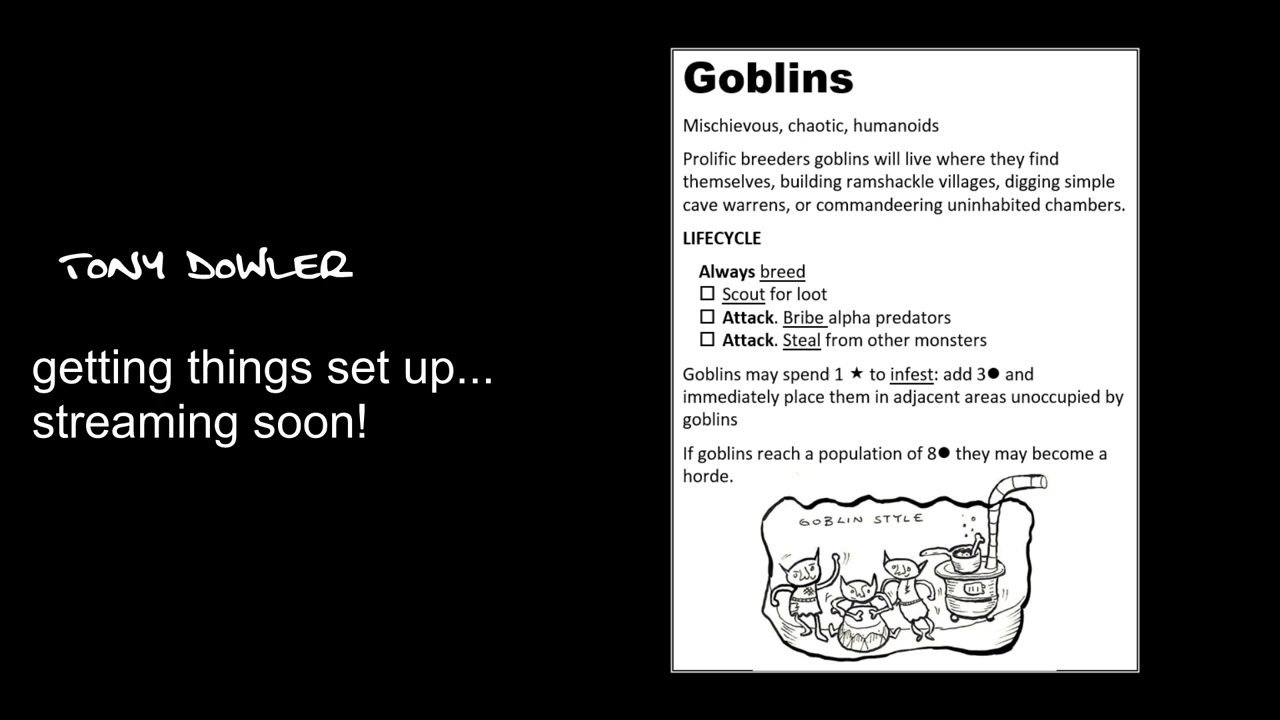 TONY DOWLER
getting things set up...
streaming soon!
Goblins
Mischievous, chaotic, humanoids
Prolific breeders goblins will live where they find
themselves, building ramshackle villages, digging simple
cave warrens, or commandeering uninhabited chambers.
LIFECYCLE
Always breed
☐ Scout for loot
☐ Attack. Bribe alpha predators
☐ Attack. Steal from other monsters
Goblins may spend 1 ★ to infest: add 3● and
immediately place them in adjacent areas unoccupied by
goblins
If goblins reach a population of 8● they may become a
horde.
GOBLIN STYLE